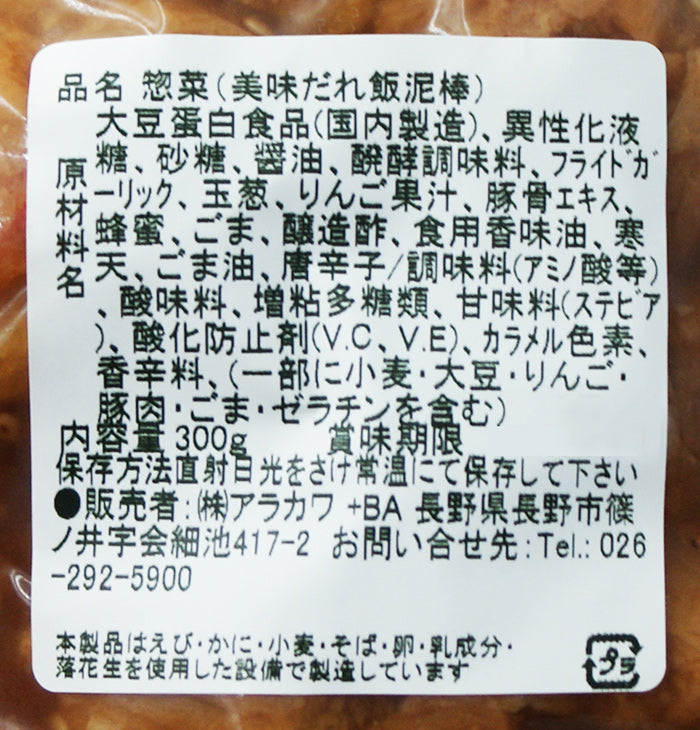 品名 惣菜(美味だれ飯泥棒)
原材料名
大豆蛋白食品(国内製造)、異性化液
糖、砂糖、醤油、醗酵調味料、フライドガ
ーリック、玉葱、りんご果汁、豚骨エキス、
蜂蜜、ごま、醸造酢、食用香味油、寒
天、ごま油、唐辛子/調味料(アミノ酸等)
、酸味料、増粘多糖類、甘味料(ステビア
)、酸化防止剤(V.C、V.E)、カラメル色素、
香辛料、(一部に小麦・大豆・りんご・
豚肉・ごま・ゼラチンを含む)
内容量 300g 賞味期限
保存方法直射日光をさけ常温にて保存して下さい
●販売者:㈱アラカワ +BA 長野県長野市篠
ノ井字会細池417-2 お問い合せ先:Tel.:026
-292-5900
本製品はえび・かに・小麦・そば・卵・乳成分・
落花生を使用した設備で製造しています
プラ